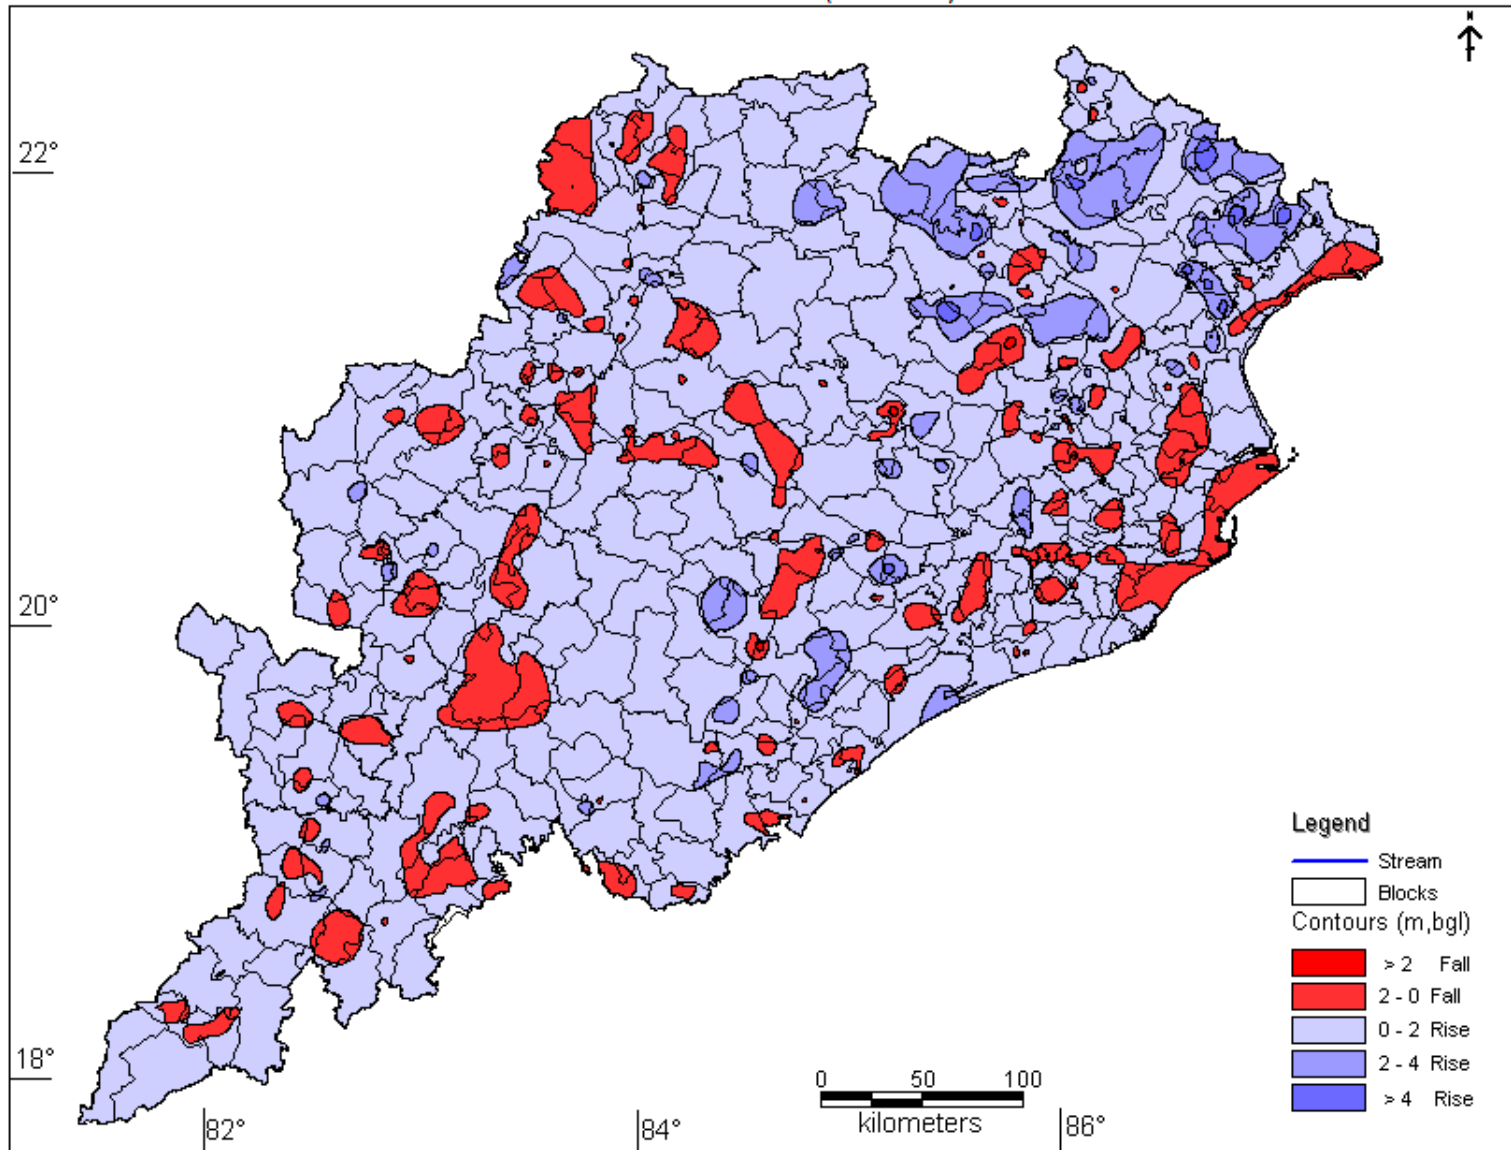 N
22°
20°
18°
82°
84°
86°
0 50 100
kilometers
Legend
Stream
Blocks
Contours (m,bgl)
> 2 Fall
2 - 0 Fall
0 - 2 Rise
2 - 4 Rise
> 4 Rise